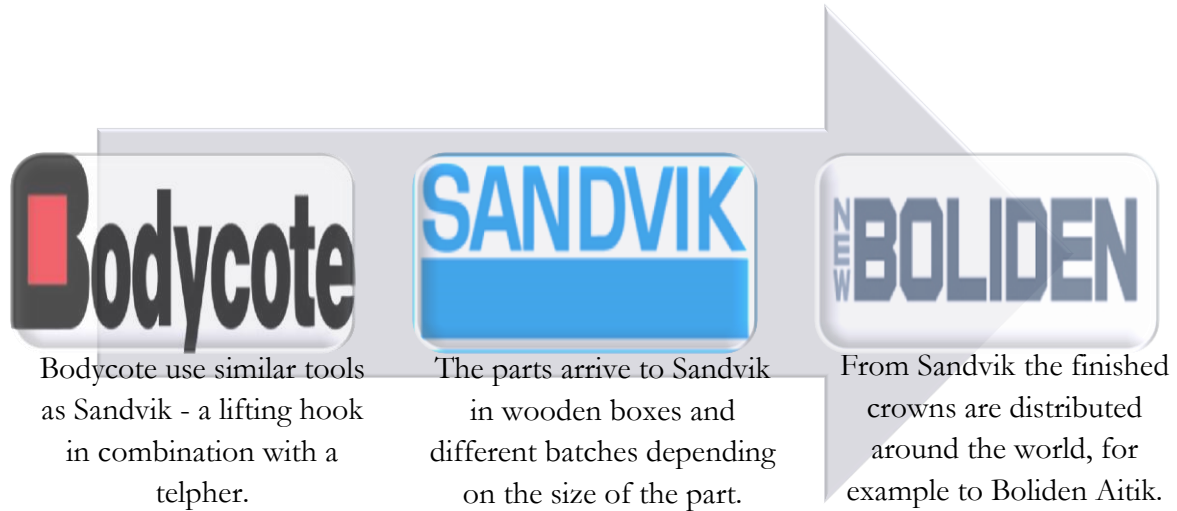 Bodycote
Bodycote use similar tools
as Sandvik - a lifting hook
in combination with a
telpher.
SANDVIK
The parts arrive to Sandvik
in wooden boxes and
different batches depending
on the size of the part.
NEW
BOLIDEN
From Sandvik the finished
crowns are distributed
around the world, for
example to Boliden Aitik.